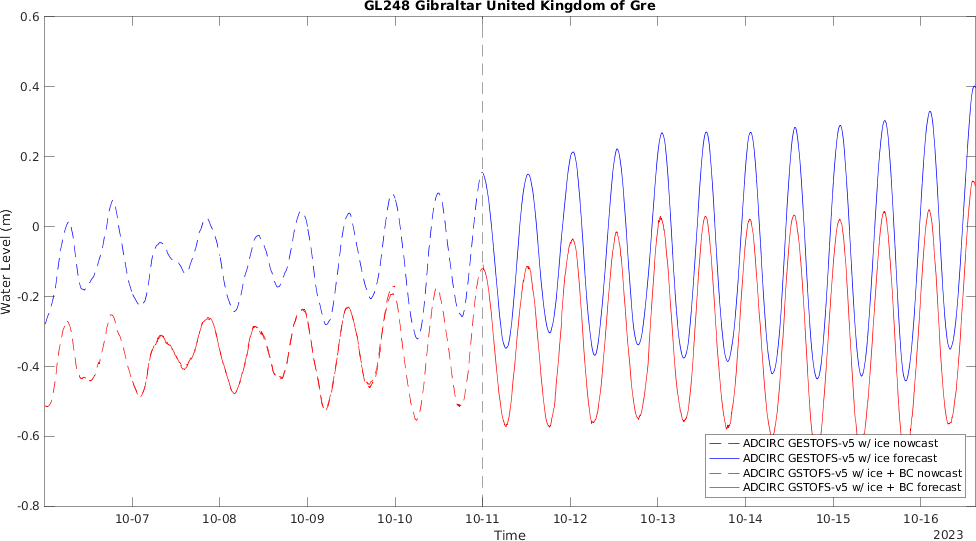 GL248 Gibraltar United Kingdom of Gre
0.6
0.4
0.2
0
-0.2
-0.4
-0.6
-0.8
Water Level (m)
ADCIRC GESTOFS-v5 w/ ice nowcast
ADCIRC GESTOFS-v5 w/ ice forecast
ADCIRC GSTOFS-v5 w/ ice + BC nowcast
ADCIRC GSTOFS-v5 w/ ice + BC forecast
10-07 10-08 10-09 10-10 10-11 10-12 10-13 10-14 10-15 10-16
Time
2023